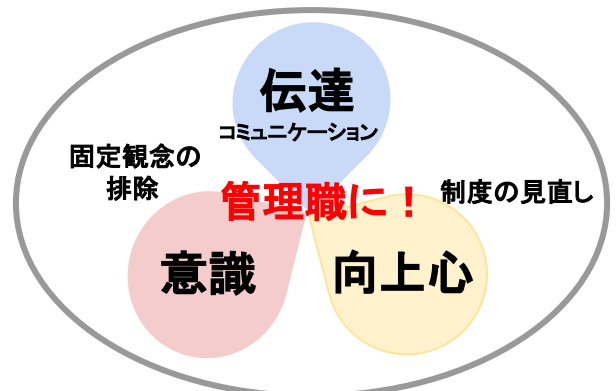 伝達
コミュニケーション
固定観念の
排除
管理職に！
制度の見直し
意識
向上心